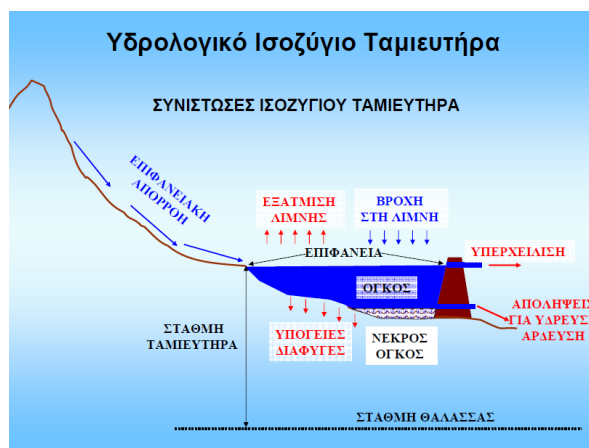 Υδρολογικό Ισοζύγιο Ταμιευτήρα
ΣΥΝΙΣΤΩΣΕΣ ΙΣΟΖΥΓΙΟΥ ΤΑΜΙΕΥΤΗΡΑ
ΕΠΙΦΑΝΕΙΑΚΗ
ΑΠΟΡΡΟΗ
ΕΞΑΤΜΙΣΗ
ΛΙΜΝΗΣ
ΒΡΟΧΗ
ΣΤΗ ΛΙΜΝΗ
ΕΠΙΦΑΝΕΙΑ
ΥΠΕΡΧΕΙΛΙΣΗ
ΟΓΚΟΣ
ΑΠΟΛΗΨΕΙΣ
ΓΙΑ ΥΔΡΕΥΣΗ
ΑΡΔΕΥΣΗ
ΣΤΑΘΜΗ
ΤΑΜΙΕΥΤΗΡΑ
ΥΠΟΓΕΙΕΣ
ΔΙΑΦΥΓΕΣ
ΝΕΚΡΟΣ
ΟΓΚΟΣ
ΣΤΑΘΜΗ ΘΑΛΑΣΣΑΣ